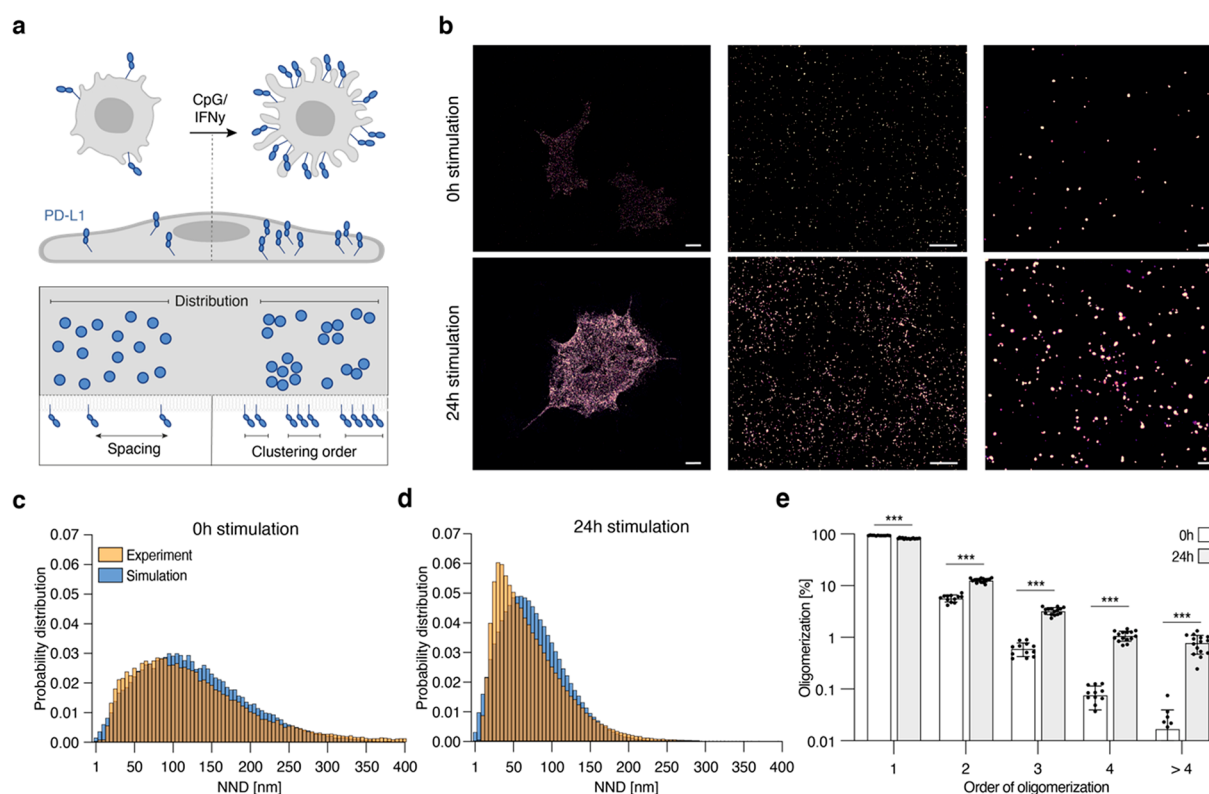 a
CpG/
IFNy
PD-L1
Distribution
Spacing
Clustering order
b
0h stimulation
24h stimulation
c
0h stimulation
Probability distribution
0.07
0.06
0.05
0.04
0.03
0.02
0.01
0.00
Experiment
Simulation
1 50 100 150 200 250 300 350 400
NND [nm]
d
24h stimulation
Probability distribution
0.07
0.06
0.05
0.04
0.03
0.02
0.01
0.00
1 50 100 150 200 250 300 350 400
NND [nm]
e
Oligomerization [%]
100
10
1
0.1
0.01
*** *** *** *** ***
0h
24h
1 2 3 4 > 4
Order of oligomerization